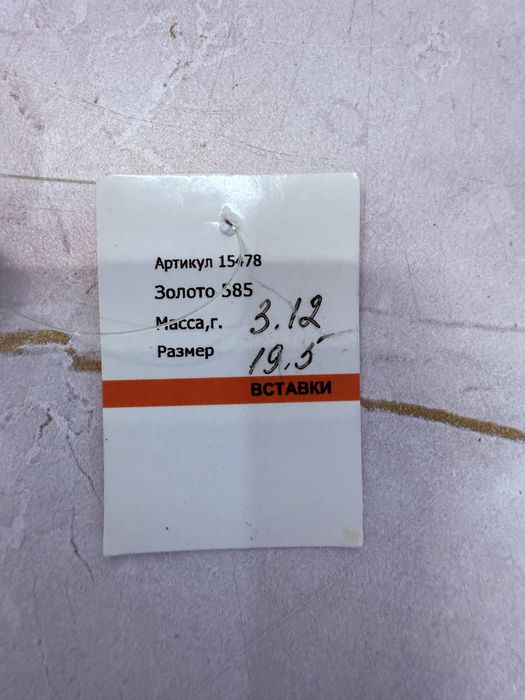 Артикул 15478
Золото 585
Масса,г. 3.12
Размер 19,5
ВСТАВКИ